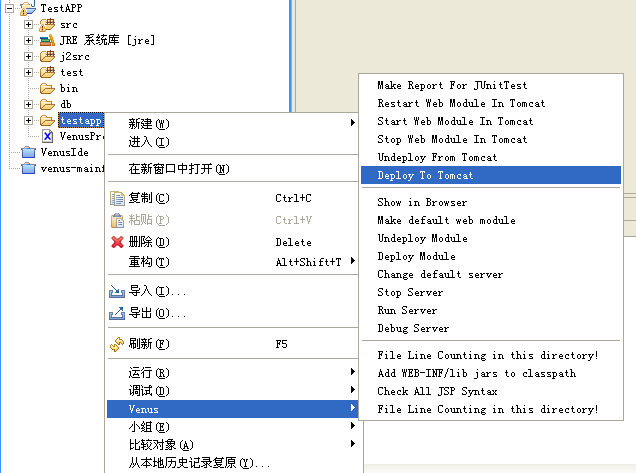 TestAPP
src
JRE 系统库 [jre]
j2src
test
bin
db
testapp
VenusPr
VenusIde
venus-mainf
新建(W)
进入(I)
在新窗口中打开(N)
复制(C) Ctrl+C
粘贴(P) Ctrl+V
删除(D) Delete
重构(T) Alt+Shift+T
导入(I)...
导出(O)...
刷新(F) F5
运行(R)
调试(D)
Venus
小组(E)
比较对象(A)
从本地历史记录复原(Y)...
Make Report For JUnitTest
Restart Web Module In Tomcat
Start Web Module In Tomcat
Stop Web Module In Tomcat
Undeploy From Tomcat
Deploy To Tomcat
Show in Browser
Make default web module
Undeploy Module
Deploy Module
Change default server
Stop Server
Run Server
Debug Server
File Line Counting in this directory!
Add WEB-INF/lib jars to classpath
Check All JSP Syntax
File Line Counting in this directory!